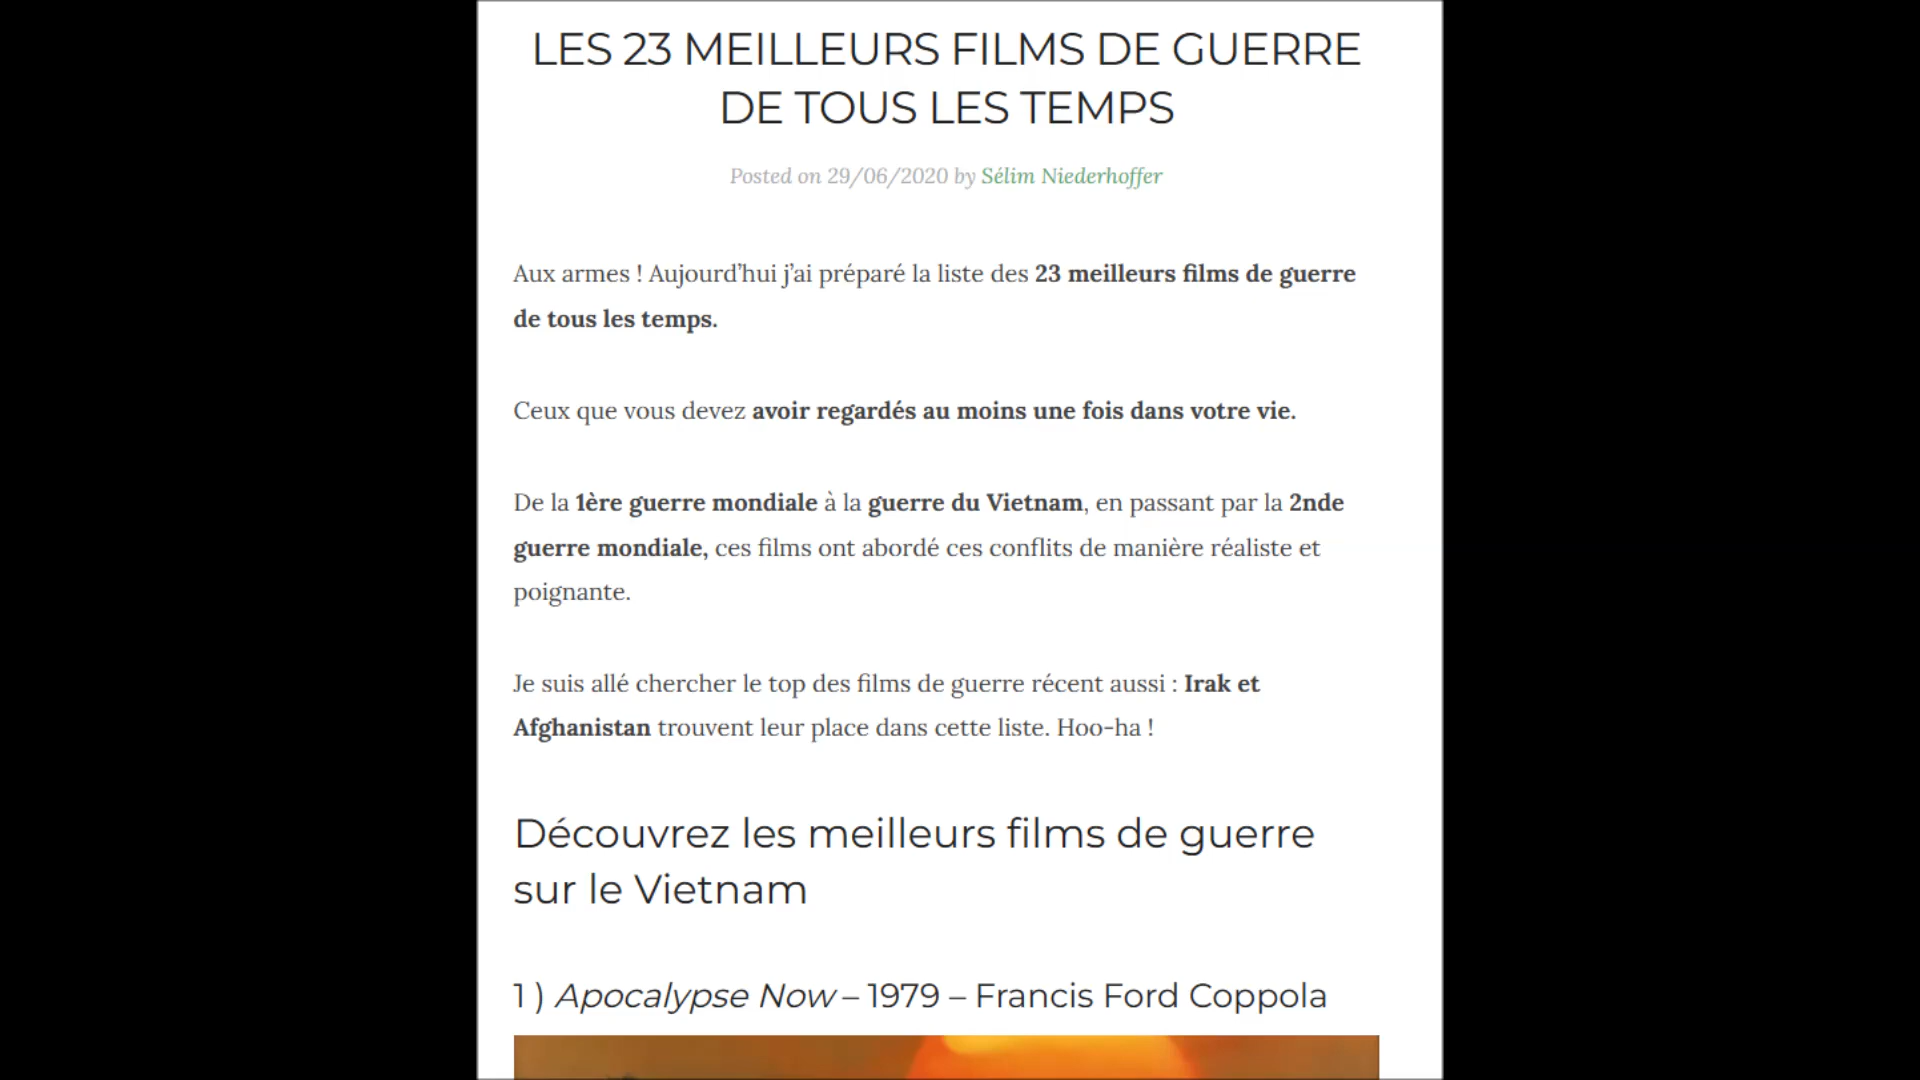 LES 23 MEILLEURS FILMS DE GUERRE
DE TOUS LES TEMPS
Posted on 29/06/2020 by Sélim Niederhoffer
Aux armes ! Aujourd’hui j’ai préparé la liste des 23 meilleurs films de guerre
de tous les temps.
Ceux que vous devez avoir regardés au moins une fois dans votre vie.
De la 1ère guerre mondiale à la guerre du Vietnam, en passant par la 2nde
guerre mondiale, ces films ont abordé ces conflits de manière réaliste et
poignante.
Je suis allé chercher le top des films de guerre récent aussi : Irak et
Afghanistan trouvent leur place dans cette liste. Hoo-ha !
Découvrez les meilleurs films de guerre
sur le Vietnam
1 ) Apocalypse Now – 1979 – Francis Ford Coppola